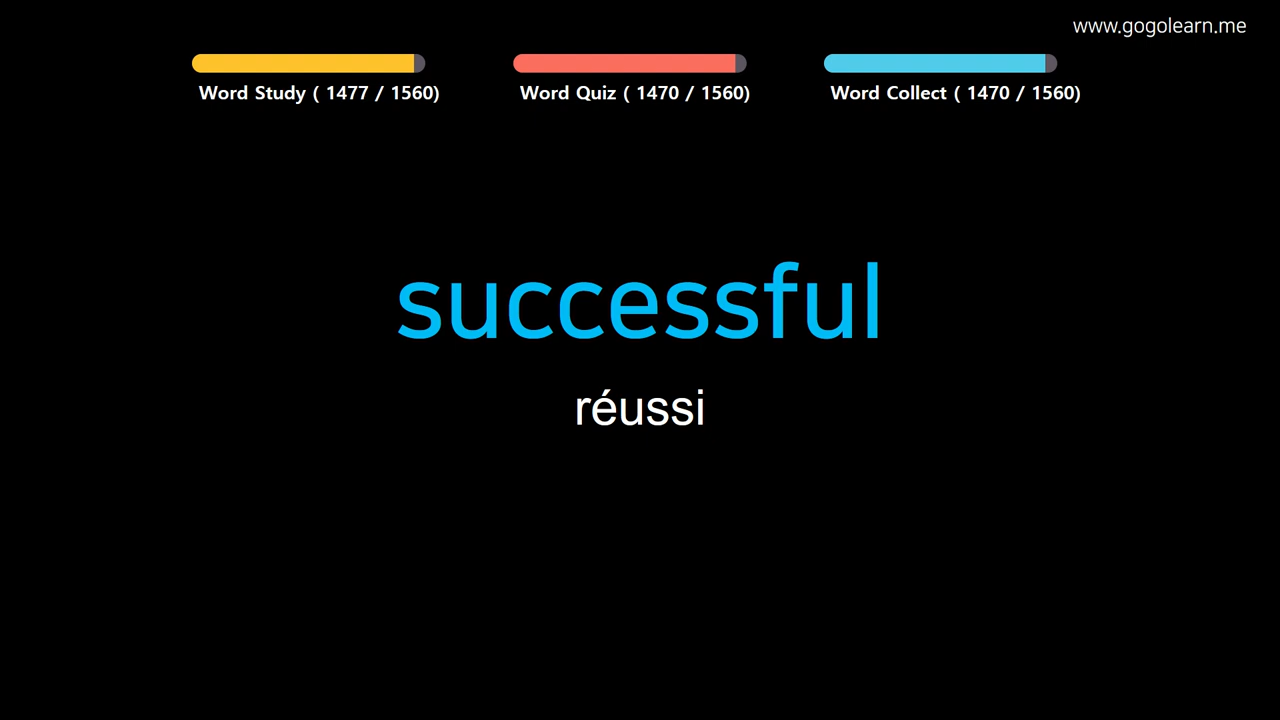 www.gogolearn.me
Word Study ( 1477 / 1560)
Word Quiz ( 1470 / 1560)
Word Collect ( 1470 / 1560)
successful
réussi